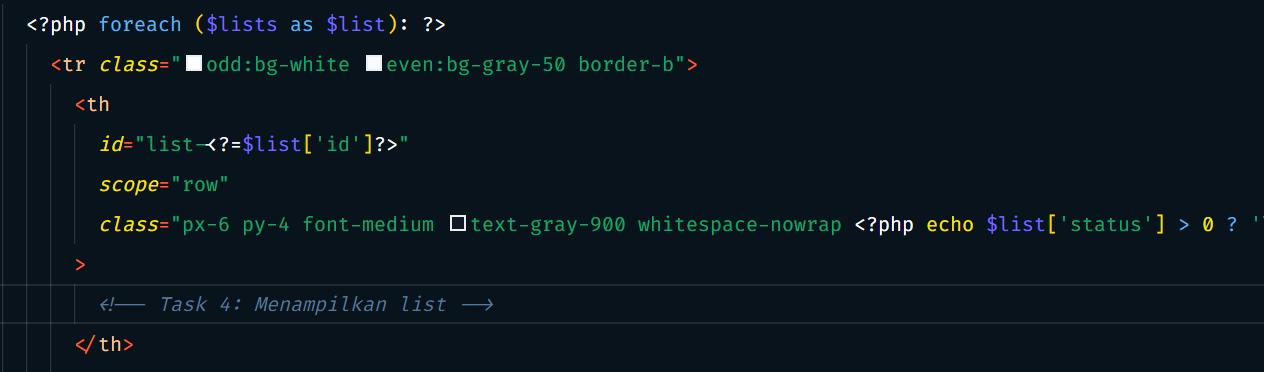 <?php foreach ($lists as $list): ?>
<tr class="odd:bg-white even:bg-gray-50 border-b">
<th
id="list-<?=$list['id']?>"
scope="row"
class="px-6 py-4 font-medium text-gray-900 whitespace-nowrap <?php echo $list['status'] > 0 ? '
>
<!-- Task 4: Menampilkan list -->
</th>